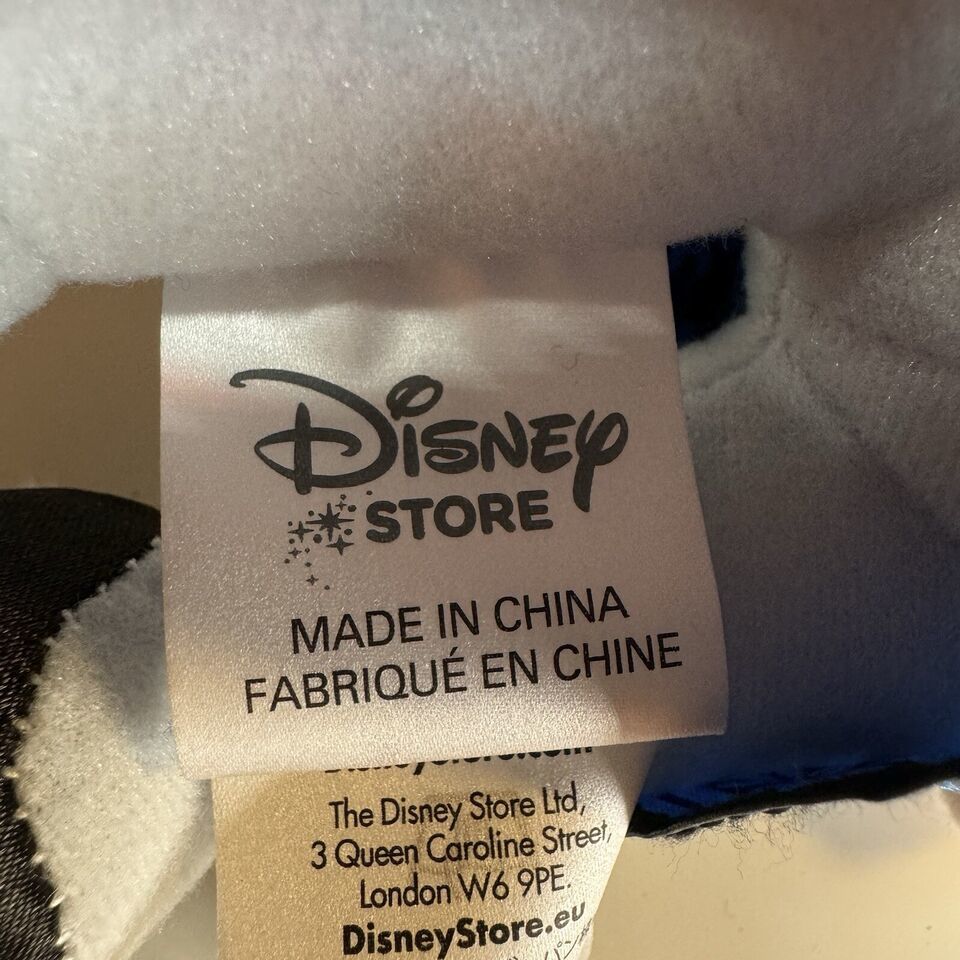 Disney
STORE
MADE IN CHINA
FABRIQUÉ EN CHINE
The Disney Store Ltd,
3 Queen Caroline Street,
London W6 9PE.
DisneyStore.eu